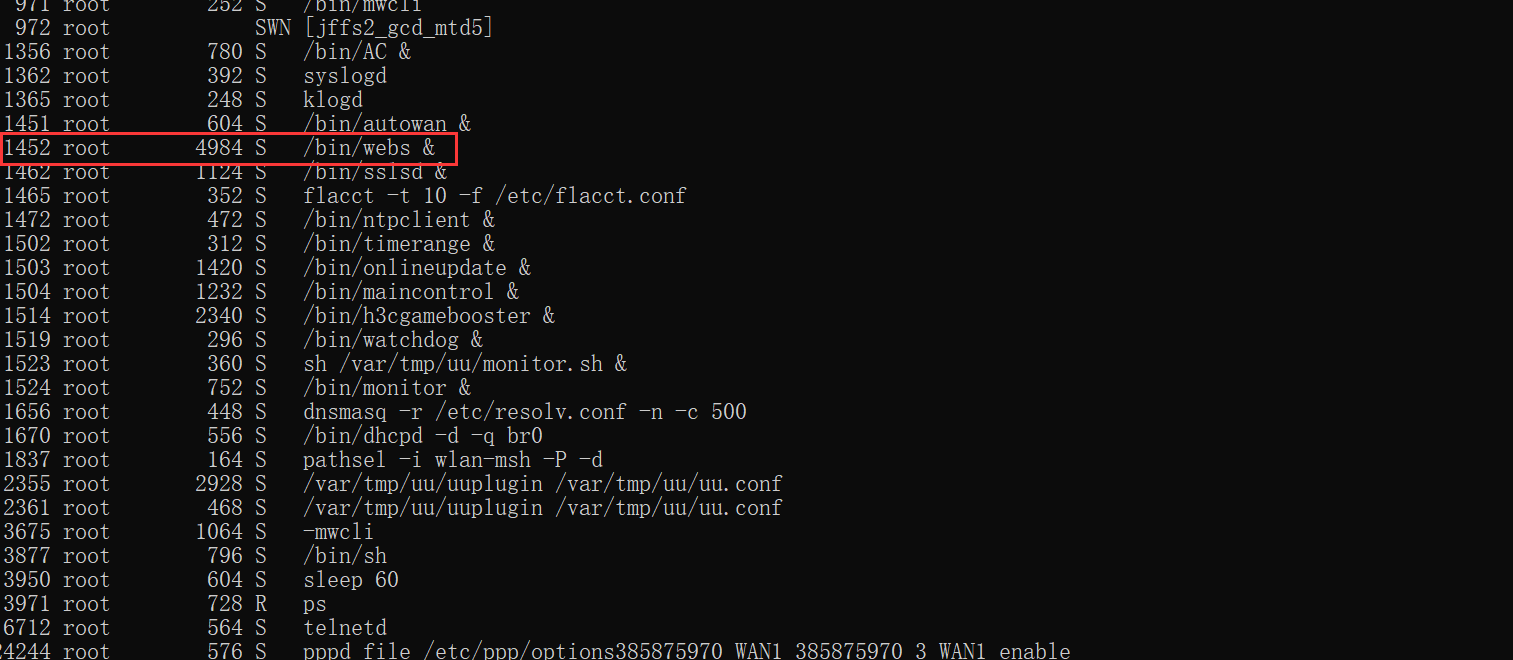 971 root 252 S /bin/mwcli
972 root SWN [jffs2_gcd_mtd5]
1356 root 780 S /bin/AC &
1362 root 392 S syslogd
1365 root 248 S klogd
1451 root 604 S /bin/autowan &
1452 root 4984 S /bin/webs &
1462 root 1124 S /bin/sslsd &
1465 root 352 S flacct -t 10 -f /etc/flacct.conf
1472 root 472 S /bin/ntpclient &
1502 root 312 S /bin/timerange &
1503 root 1420 S /bin/onlineupdate &
1504 root 1232 S /bin/maincontrol &
1514 root 2340 S /bin/h3cgamebooster &
1519 root 296 S /bin/watchdog &
1523 root 360 S sh /var/tmp/uu/monitor.sh &
1524 root 752 S /bin/monitor &
1656 root 448 S dnsmasq -r /etc/resolv.conf -n -c 500
1670 root 556 S /bin/dhcpd -d -q br0
1837 root 164 S pathsel -i wlan-msh -P -d
2355 root 2928 S /var/tmp/uu/uuplugin /var/tmp/uu/uu.conf
2361 root 468 S /var/tmp/uu/uuplugin /var/tmp/uu/uu.conf
3675 root 1064 S -mwcli
3877 root 796 S /bin/sh
3950 root 604 S sleep 60
3971 root 728 R ps
6712 root 564 S telnetd
24244 root 576 S pppd file /etc/ppp/options385875970 WAN1 385875970 3 WAN1 enable